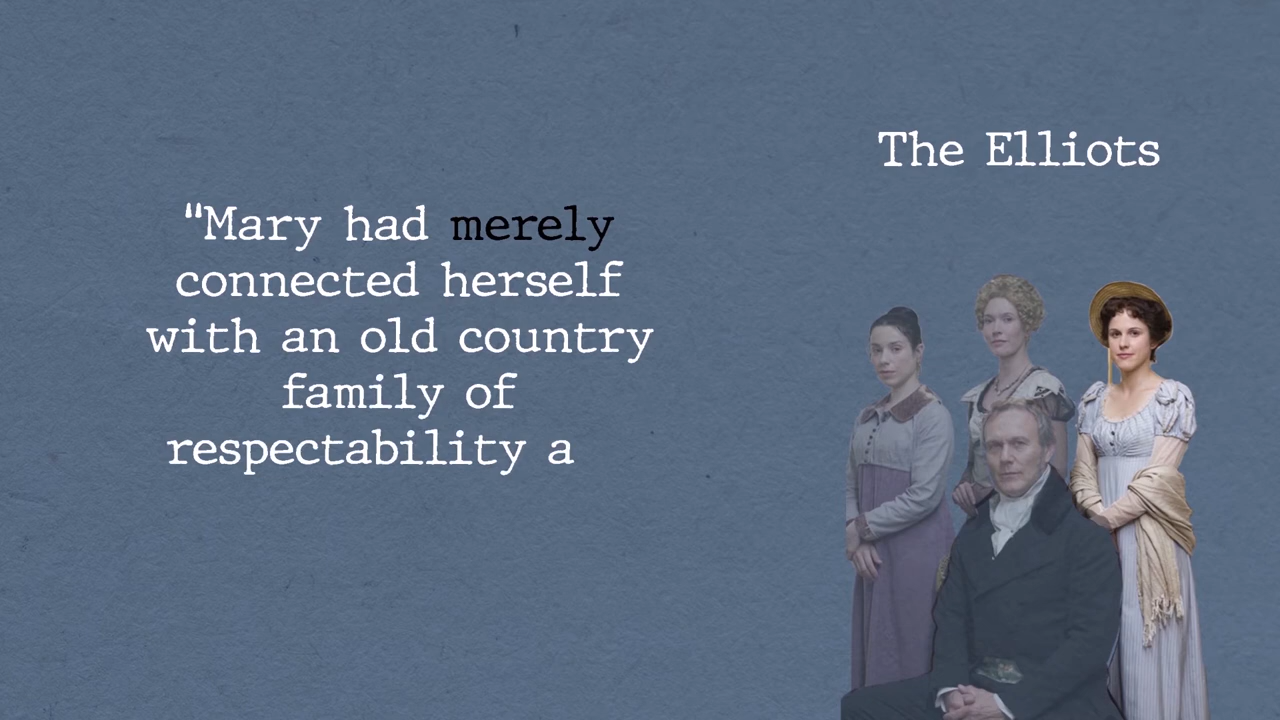 The Elliots
"Mary had merely
connected herself
with an old country
family of
respectability a